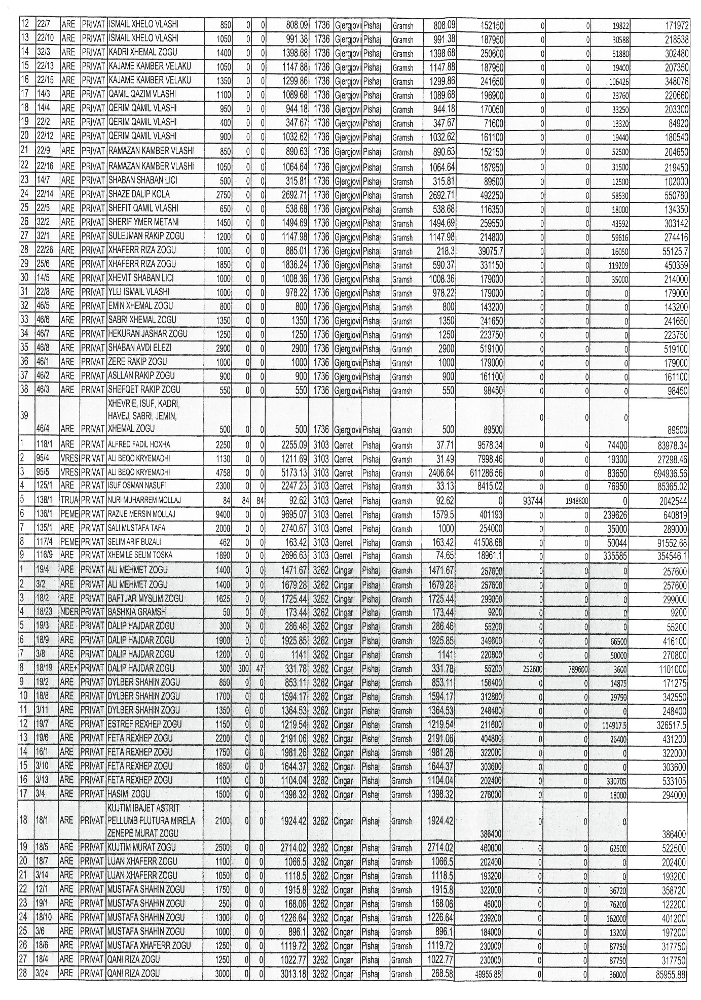 12 22/7 ARE PRIVAT ISMAIL XHELO VLASHI 850 0 0 808.09 1736 Gjergjovi Pishaj Gramsh 808.09 152150 0 0 19822 171972
13 22/10 ARE PRIVAT ISMAIL XHELO VLASHI 1050 0 0 991.38 1736 Gjergjovi Pishaj Gramsh 991.38 187950 0 0 30588 218538
14 32/3 ARE PRIVAT KADRI XHEMAL ZOGU 1400 0 0 1398.68 1736 Gjergjovi Pishaj Gramsh 1398.68 250600 0 0 51880 302480
15 22/13 ARE PRIVAT KAJAME KAMBER VELAKU 1050 0 0 1147.88 1736 Gjergjovi Pishaj Gramsh 1147.88 187950 0 0 19400 207350
16 22/15 ARE PRIVAT KAJAME KAMBER VELAKU 1350 0 0 1299.86 1736 Gjergjovi Pishaj Gramsh 1299.86 241650 0 0 106426 348076
17 14/3 ARE PRIVAT QAMIL QAZIM VLASHI 1100 0 0 1089.68 1736 Gjergjovi Pishaj Gramsh 1089.68 196900 0 0 23760 220660
18 14/4 ARE PRIVAT QERIM QAMIL VLASHI 950 0 0 944.18 1736 Gjergjovi Pishaj Gramsh 944.18 170050 0 0 33250 203300
19 22/2 ARE PRIVAT QERIM QAMIL VLASHI 400 0 0 347.67 1736 Gjergjovi Pishaj Gramsh 347.67 71600 0 0 13320 84920
20 22/12 ARE PRIVAT QERIM QAMIL VLASHI 900 0 0 1032.62 1736 Gjergjovi Pishaj Gramsh 1032.62 161100 0 0 19440 180540
21 22/9 ARE PRIVAT RAMAZAN KAMBER VLASHI 850 0 0 890.63 1736 Gjergjovi Pishaj Gramsh 890.63 152150 0 0 52500 204650
22 22/16 ARE PRIVAT RAMAZAN KAMBER VLASHI 1050 0 0 1064.64 1736 Gjergjovi Pishaj Gramsh 1064.64 187950 0 0 31500 219450
23 14/7 ARE PRIVAT SHABAN SHABAN LICI 500 0 0 315.81 1736 Gjergjovi Pishaj Gramsh 315.81 89500 0 0 12500 102000
24 22/14 ARE PRIVAT SHAZE DALIP KOLA 2750 0 0 2692.71 1736 Gjergjovi Pishaj Gramsh 2692.71 492250 0 0 58530 550780
25 22/5 ARE PRIVAT SHEFIT QAMIL VLASHI 650 0 0 538.68 1736 Gjergjovi Pishaj Gramsh 538.68 116350 0 0 18000 134350
26 32/2 ARE PRIVAT SHERIF YMER METANI 1450 0 0 1494.69 1736 Gjergjovi Pishaj Gramsh 1494.69 259550 0 0 43592 303142
27 32/1 ARE PRIVAT SULEJMAN RAKIP ZOGU 1200 0 0 1147.98 1736 Gjergjovi Pishaj Gramsh 1147.98 214800 0 0 59616 274416
28 22/26 ARE PRIVAT XHAFERR RIZA ZOGU 1000 0 0 885.01 1736 Gjergjovi Pishaj Gramsh 218.3 39075.7 0 0 16050 55125.7
29 25/6 ARE PRIVAT XHAFERR RIZA ZOGU 1850 0 0 1836.24 1736 Gjergjovi Pishaj Gramsh 590.37 331150 0 0 119209 450359
30 14/5 ARE PRIVAT XHEVIT SHABAN LICI 1000 0 0 1008.36 1736 Gjergjovi Pishaj Gramsh 1008.36 179000 0 0 35000 214000
31 22/8 ARE PRIVAT YLLI ISMAIL VLASHI 1000 0 0 978.22 1736 Gjergjovi Pishaj Gramsh 978.22 179000 0 0 0 179000
32 46/5 ARE PRIVAT EMIN XHEMAL ZOGU 800 0 0 800 1736 Gjergjovi Pishaj Gramsh 800 143200 0 0 0 143200
33 46/6 ARE PRIVAT SABRI XHEMAL ZOGU 1350 0 0 1350 1736 Gjergjovi Pishaj Gramsh 1350 241650 0 0 0 241650
34 46/7 ARE PRIVAT HEKURAN JASHAR ZOGU 1250 0 0 1250 1736 Gjergjovi Pishaj Gramsh 1250 223750 0 0 0 223750
35 46/8 ARE PRIVAT SHABAN AVDI ELEZI 2900 0 0 2900 1736 Gjergjovi Pishaj Gramsh 2900 519100 0 0 0 519100
36 46/1 ARE PRIVAT ZERE RAKIP ZOGU 1000 0 0 1000 1736 Gjergjovi Pishaj Gramsh 1000 179000 0 0 0 179000
37 46/2 ARE PRIVAT ASLLAN RAKIP ZOGU 900 0 0 900 1736 Gjergjovi Pishaj Gramsh 900 161100 0 0 0 161100
38 46/3 ARE PRIVAT SHEFQET RAKIP ZOGU 550 0 0 550 1736 Gjergjovi Pishaj Gramsh 550 98450 0 0 0 98450
XHEVRIE, ISUF, KADRI,
39 HAVEJ, SABRI, JEMIN, 0 0 0
46/4 ARE PRIVAT XHEMAL ZOGU 500 0 0 500 1736 Gjergjovi Pishaj Gramsh 500 89500 89500
1 118/1 ARE PRIVAT ALFRED FADIL HOXHA 2250 0 0 2255.09 3103 Qerret Pishaj Gramsh 37.71 9578.34 0 0 74400 83978.34
2 95/4 VRES PRIVAT ALI BEQO KRYEMADHI 1130 0 0 1211.69 3103 Qerret Pishaj Gramsh 31.49 7998.46 0 0 19300 27298.46
3 95/5 VRES PRIVAT ALI BEQO KRYEMADHI 4758 0 0 5173.13 3103 Qerret Pishaj Gramsh 2406.64 611286.56 0 0 83650 694936.56
4 125/1 ARE PRIVAT ISUF OSMAN NASUFI 2300 0 0 2247.23 3103 Qerret Pishaj Gramsh 33.13 8415.02 0 0 76950 85365.02
5 138/1 TRUA PRIVAT NURI MUHARREM MOLLAJ 84 84 84 92.62 3103 Qerret Pishaj Gramsh 92.62 0 93744 1948800 0 2042544
6 136/1 PEME PRIVAT RAZIJE MERSIN MOLLAJ 9400 0 0 9695.07 3103 Qerret Pishaj Gramsh 1579.5 401193 0 0 239626 640819
7 135/1 ARE PRIVAT SALI MUSTAFA TAFA 2000 0 0 2740.67 3103 Qerret Pishaj Gramsh 1000 254000 0 0 35000 289000
8 117/4 PEME PRIVAT SELIM ARIF BUZALI 462 0 0 163.42 3103 Qerret Pishaj Gramsh 163.42 41508.68 0 0 50044 91552.68
9 116/9 ARE PRIVAT XHEMILE SELIM TOSKA 1890 0 0 2696.63 3103 Qerret Pishaj Gramsh 74.65 18961.1 0 0 335585 354546.1
1 19/4 ARE PRIVAT ALI MEHMET ZOGU 1400 0 0 1471.67 3262 Cingar Pishaj Gramsh 1471.67 257600 0 0 0 257600
2 3/2 ARE PRIVAT ALI MEHMET ZOGU 1400 0 0 1679.28 3262 Cingar Pishaj Gramsh 1679.28 257600 0 0 0 257600
3 18/2 ARE PRIVAT BAFTJAR MYSLIM ZOGU 1625 0 0 1725.44 3262 Cingar Pishaj Gramsh 1725.44 299000 0 0 0 299000
4 18/23 NDER PRIVAT BASHKIA GRAMSH 50 0 0 173.44 3262 Cingar Pishaj Gramsh 173.44 9200 0 0 0 9200
5 19/3 ARE PRIVAT DALIP HAJDAR ZOGU 300 0 0 286.46 3262 Cingar Pishaj Gramsh 286.46 55200 0 0 0 55200
6 18/9 ARE PRIVAT DALIP HAJDAR ZOGU 1900 0 0 1925.85 3262 Cingar Pishaj Gramsh 1925.85 349600 0 0 66500 416100
7 3/8 ARE PRIVAT DALIP HAJDAR ZOGU 1200 0 0 1141 3262 Cingar Pishaj Gramsh 1141 220800 0 0 50000 270800
8 18/19 ARE+ PRIVAT DALIP HAJDAR ZOGU 300 300 47 331.78 3262 Cingar Pishaj Gramsh 331.78 55200 252600 789600 3600 1101000
9 19/2 ARE PRIVAT DYLBER SHAHIN ZOGU 850 0 0 853.11 3262 Cingar Pishaj Gramsh 853.11 156400 0 0 14875 171275
10 18/8 ARE PRIVAT DYLBER SHAHIN ZOGU 1700 0 0 1594.17 3262 Cingar Pishaj Gramsh 1594.17 312800 0 0 29750 342550
11 3/11 ARE PRIVAT DYLBER SHAHIN ZOGU 1350 0 0 1364.53 3262 Cingar Pishaj Gramsh 1364.53 248400 0 0 0 248400
12 19/7 ARE PRIVAT ESTREF REXHEP ZOGU 1150 0 0 1219.54 3262 Cingar Pishaj Gramsh 1219.54 211600 0 0 114917.5 326517.5
13 19/6 ARE PRIVAT FETA REXHEP ZOGU 2200 0 0 2191.06 3262 Cingar Pishaj Gramsh 2191.06 404800 0 0 26400 431200
14 16/1 ARE PRIVAT FETA REXHEP ZOGU 1750 0 0 1981.26 3262 Cingar Pishaj Gramsh 1981.26 322000 0 0 0 322000
15 3/10 ARE PRIVAT FETA REXHEP ZOGU 1650 0 0 1644.37 3262 Cingar Pishaj Gramsh 1644.37 303600 0 0 0 303600
16 3/13 ARE PRIVAT FETA REXHEP ZOGU 1100 0 0 1104.04 3262 Cingar Pishaj Gramsh 1104.04 202400 0 0 330705 533105
17 3/4 ARE PRIVAT HASIM ZOGU 1500 0 0 1398.32 3262 Cingar Pishaj Gramsh 1398.32 276000 0 0 18000 294000
KUJTIM IBAJET ASTRIT
18 18/1 ARE PRIVAT PELLUMB FLUTURA MIRELA 2100 0 0 1924.42 3262 Cingar Pishaj Gramsh 1924.42 0 0 0
ZENEPE MURAT ZOGU 386400 386400
19 18/5 ARE PRIVAT KUJTIM MURAT ZOGU 2500 0 0 2714.02 3262 Cingar Pishaj Gramsh 2714.02 460000 0 0 62500 522500
20 18/7 ARE PRIVAT LUAN XHAFERR ZOGU 1100 0 0 1066.5 3262 Cingar Pishaj Gramsh 1066.5 202400 0 0 0 202400
21 3/14 ARE PRIVAT LUAN XHAFERR ZOGU 1050 0 0 1118.5 3262 Cingar Pishaj Gramsh 1118.5 193200 0 0 0 193200
22 12/1 ARE PRIVAT MUSTAFA SHAHIN ZOGU 1750 0 0 1915.8 3262 Cingar Pishaj Gramsh 1915.8 322000 0 0 36720 358720
23 19/1 ARE PRIVAT MUSTAFA SHAHIN ZOGU 250 0 0 168.06 3262 Cingar Pishaj Gramsh 168.06 46000 0 0 76200 122200
24 18/10 ARE PRIVAT MUSTAFA SHAHIN ZOGU 1300 0 0 1226.64 3262 Cingar Pishaj Gramsh 1226.64 239200 0 0 162000 401200
25 3/6 ARE PRIVAT MUSTAFA SHAHIN ZOGU 1000 0 0 896.1 3262 Cingar Pishaj Gramsh 896.1 184000 0 0 13200 197200
26 18/6 ARE PRIVAT MUSTAFA XHAFERR ZOGU 1250 0 0 1119.72 3262 Cingar Pishaj Gramsh 1119.72 230000 0 0 87750 317750
27 18/4 ARE PRIVAT QANI RIZA ZOGU 1250 0 0 1022.77 3262 Cingar Pishaj Gramsh 1022.77 230000 0 0 87750 317750
28 3/24 ARE PRIVAT QANI RIZA ZOGU 3000 0 0 3013.18 3262 Cingar Pishaj Gramsh 268.58 49955.88 0 0 36000 85955.88